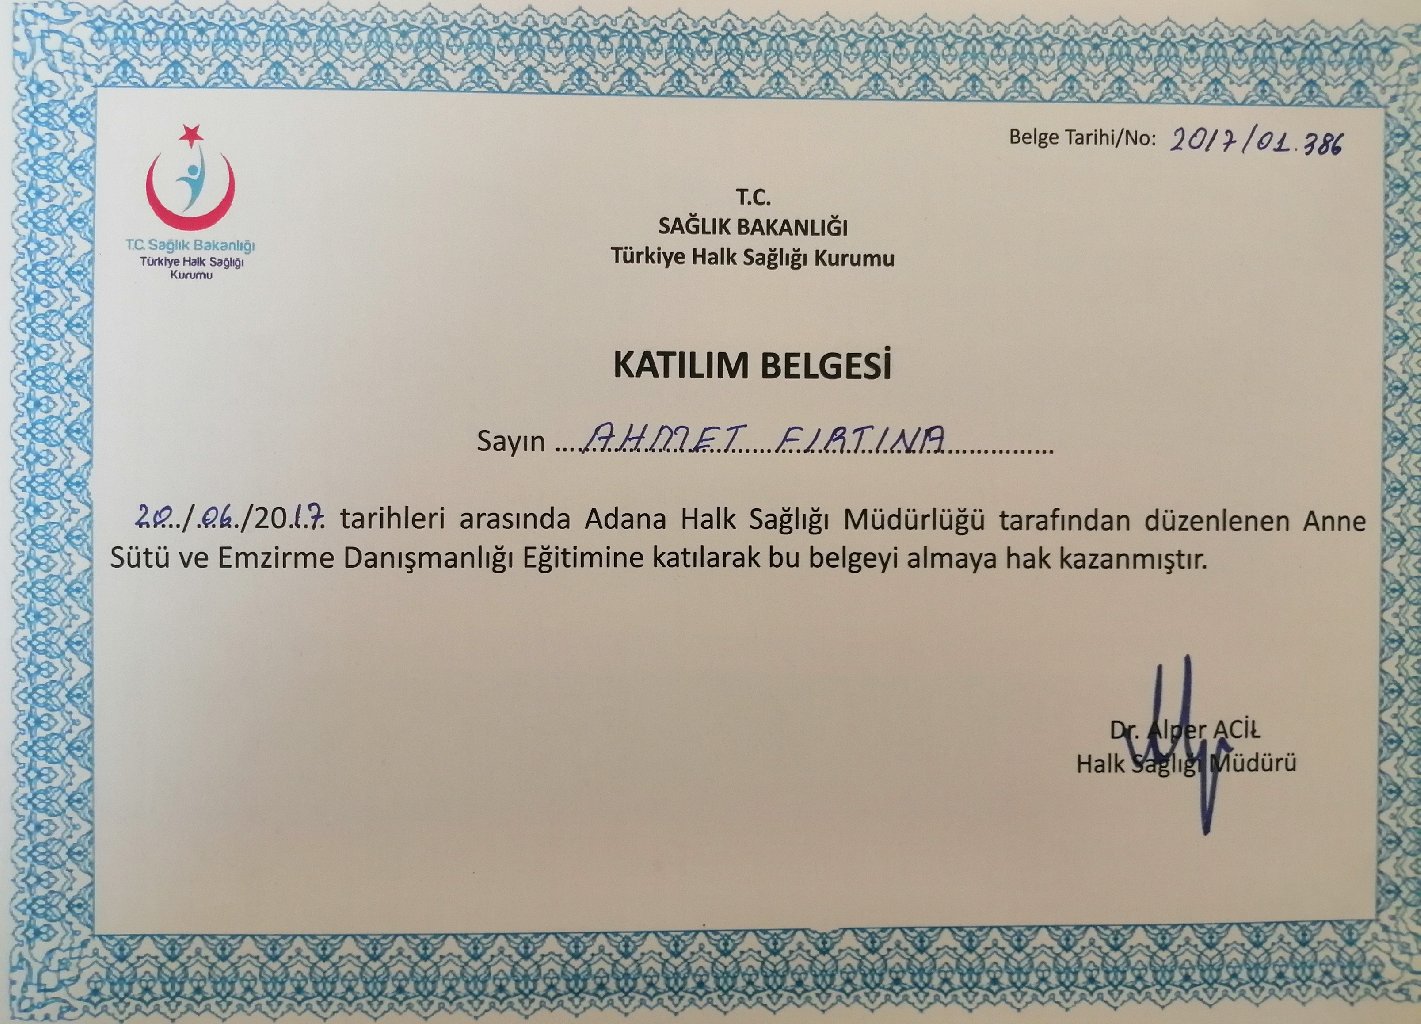 Belge Tarihi/No: 2017/01.386
T.C. Sağlık Bakanlığı
Türkiye Halk Sağlığı
Kurumu
T.C.
SAĞLIK BAKANLIĞI
Türkiye Halk Sağlığı Kurumu
KATILIM BELGESİ
Sayın ....AHMET....FIRTINA...............
20../.06./20.17. tarihleri arasında Adana Halk Sağlığı Müdürlüğü tarafından düzenlenen Anne
Sütü ve Emzirme Danışmanlığı Eğitimine katılarak bu belgeyi almaya hak kazanmıştır.
Dr. Alper ACİL
Halk Sağlığı Müdürü